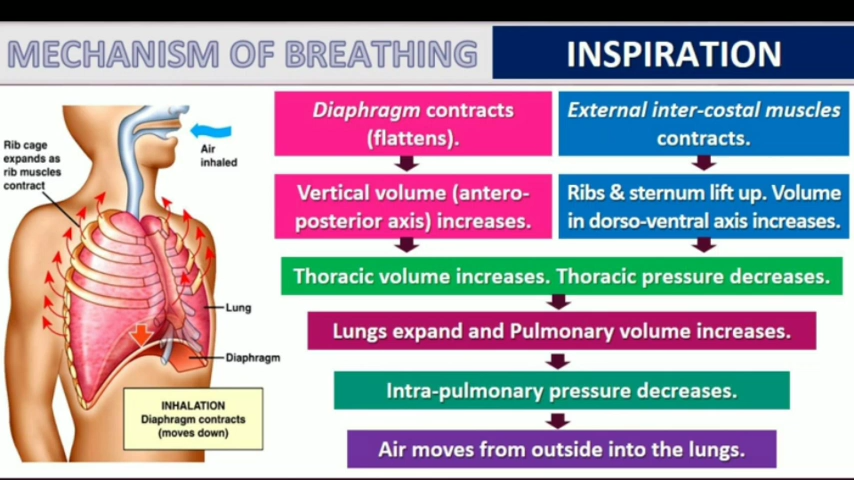 MECHANISM OF BREATHING
INSPIRATION
Rib cage
expands as
rib muscles
contract
Air
inhaled
Lung
Diaphragm
INHALATION
Diaphragm contracts
(moves down)
Diaphragm contracts
(flattens).
External inter-costal muscles
contracts.
Vertical volume (antero-
posterior axis) increases.
Ribs & sternum lift up. Volume
in dorso-ventral axis increases.
Thoracic volume increases. Thoracic pressure decreases.
Lungs expand and Pulmonary volume increases.
Intra-pulmonary pressure decreases.
Air moves from outside into the lungs.